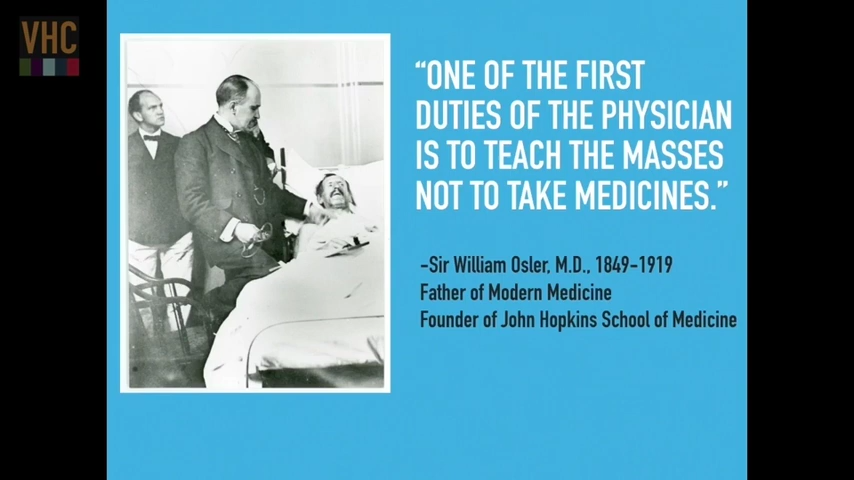 VHC
“ONE OF THE FIRST
DUTIES OF THE PHYSICIAN
IS TO TEACH THE MASSES
NOT TO TAKE MEDICINES.”
–Sir William Osler, M.D., 1849-1919
Father of Modern Medicine
Founder of John Hopkins School of Medicine